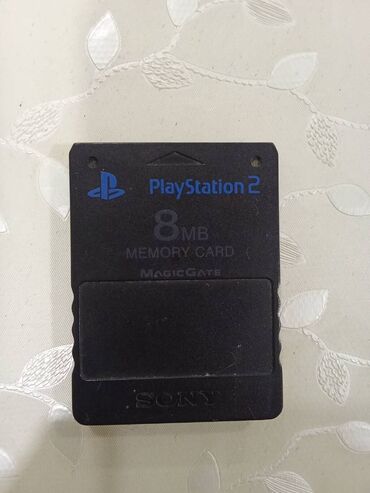 PlayStation 2
8MB
MEMORY CARD
MAGICGATE
SONY